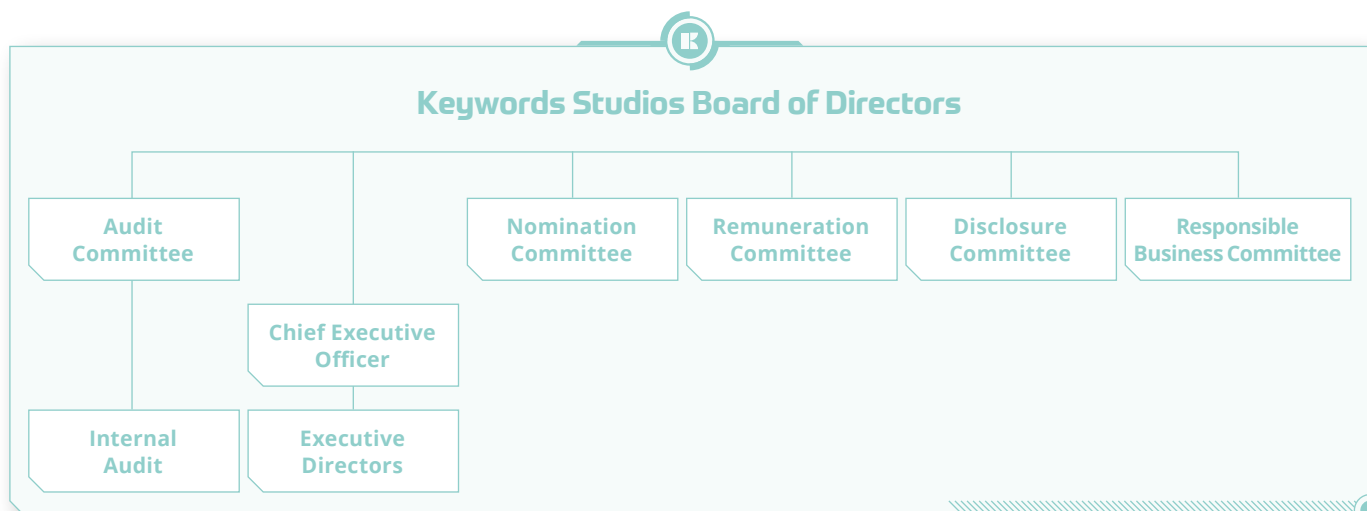 Keywords Studios Board of Directors
Audit
Committee
Nomination
Committee
Remuneration
Committee
Disclosure
Committee
Responsible
Business Committee
Chief Executive
Officer
Internal
Audit
Executive
Directors